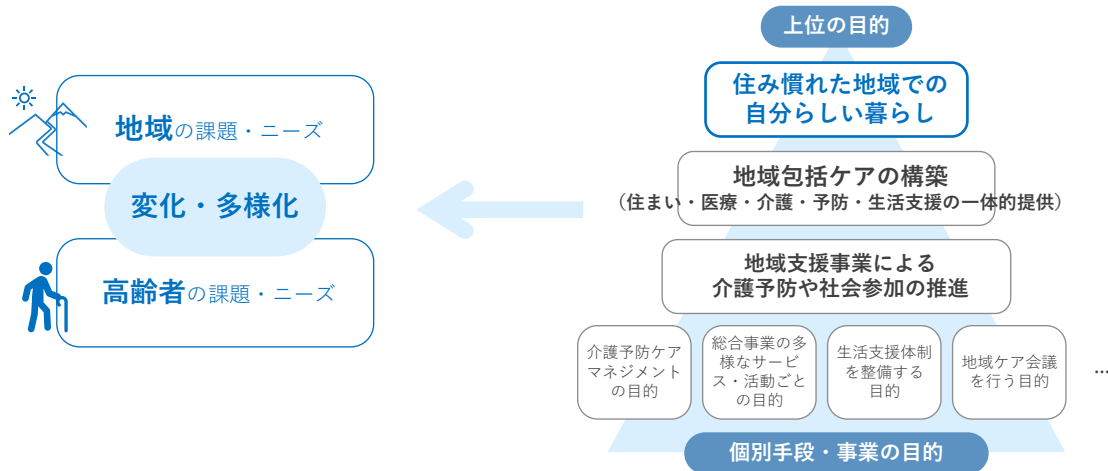 地域の課題・ニーズ
変化・多様化
高齢者の課題・ニーズ
上位の目的
住み慣れた地域での
自分らしい暮らし
地域包括ケアの構築
（住まい・医療・介護・予防・生活支援の一体的提供）
地域支援事業による
介護予防や社会参加の推進
介護予防ケア
マネジメント
の目的
総合事業の多
様なサービ
ス・活動ごと
の目的
生活支援体制
を整備する
目的
地域ケア会議
を行う目的
…
個別手段・事業の目的